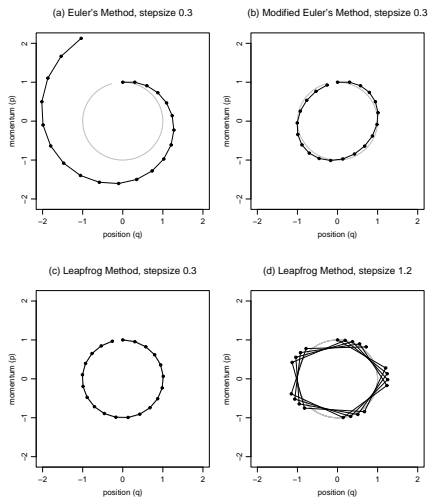 (a) Euler's Method, stepsize 0.3
momentum (p)
2
1
0
−1
−2
−2 −1 0 1 2
position (q)
(b) Modified Euler's Method, stepsize 0.3
momentum (p)
2
1
0
−1
−2
−2 −1 0 1 2
position (q)
(c) Leapfrog Method, stepsize 0.3
momentum (p)
2
1
0
−1
−2
−2 −1 0 1 2
position (q)
(d) Leapfrog Method, stepsize 1.2
momentum (p)
2
1
0
−1
−2
−2 −1 0 1 2
position (q)